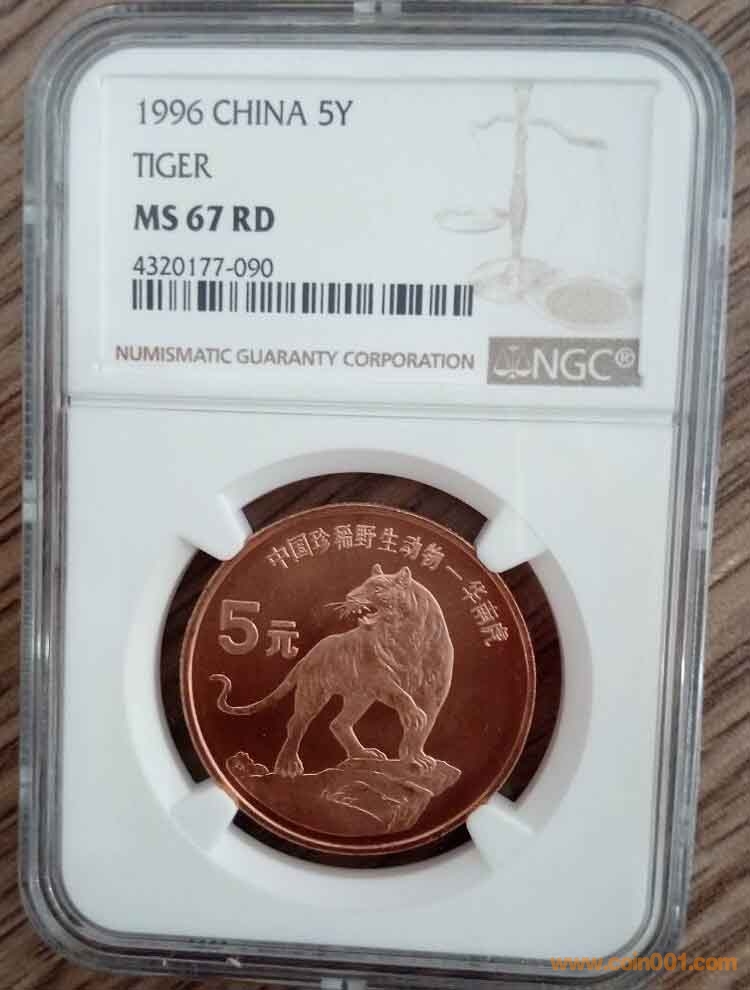 1996 CHINA 5Y
TIGER
MS 67 RD
4320177-090
NUMISMATIC GUARANTY CORPORATION
NGC®
中国珍稀野生动物—华南虎
5元
www.coin001.com